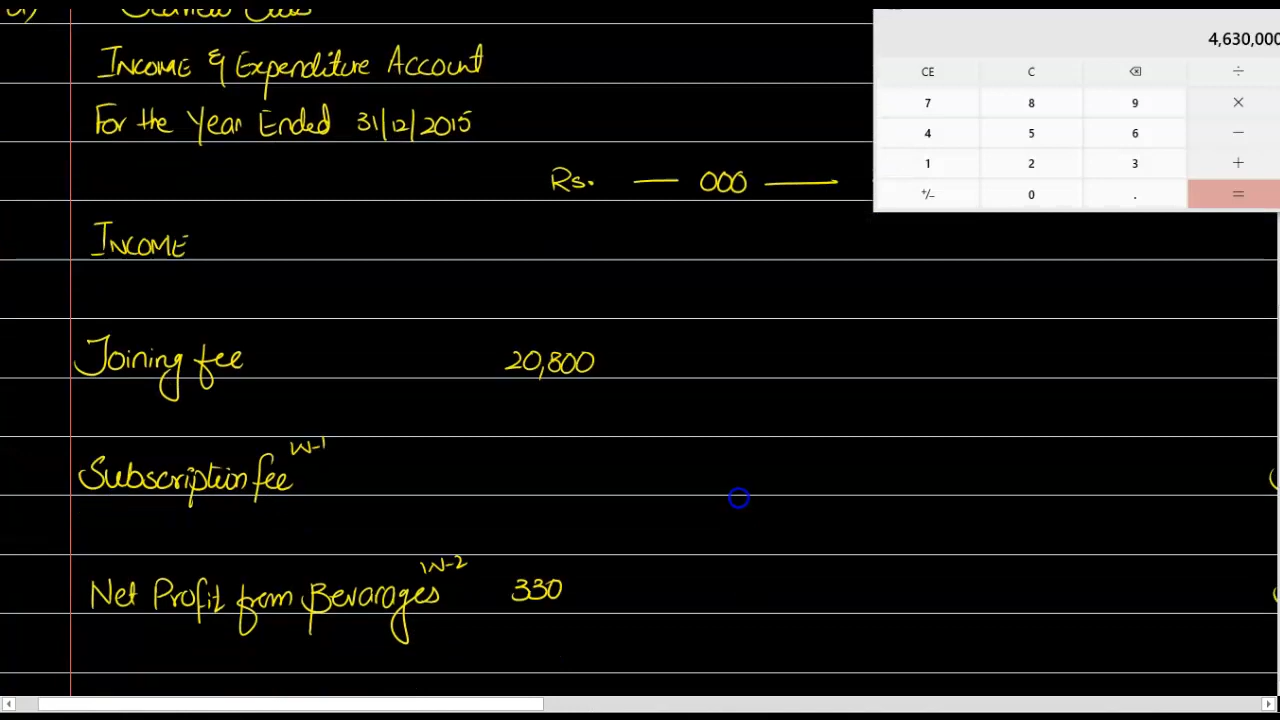 INCOME & Expenditure Account
For the Year Ended 31/12/2015
Rs. — 000 —
INCOME
Joining fee 20,800
Subscription fee W-1
Net Profit from Bevarages W-2 330
4,630,000
CE C ⌫ ÷
7 8 9 ×
4 5 6 −
1 2 3 +
+/− 0 . =